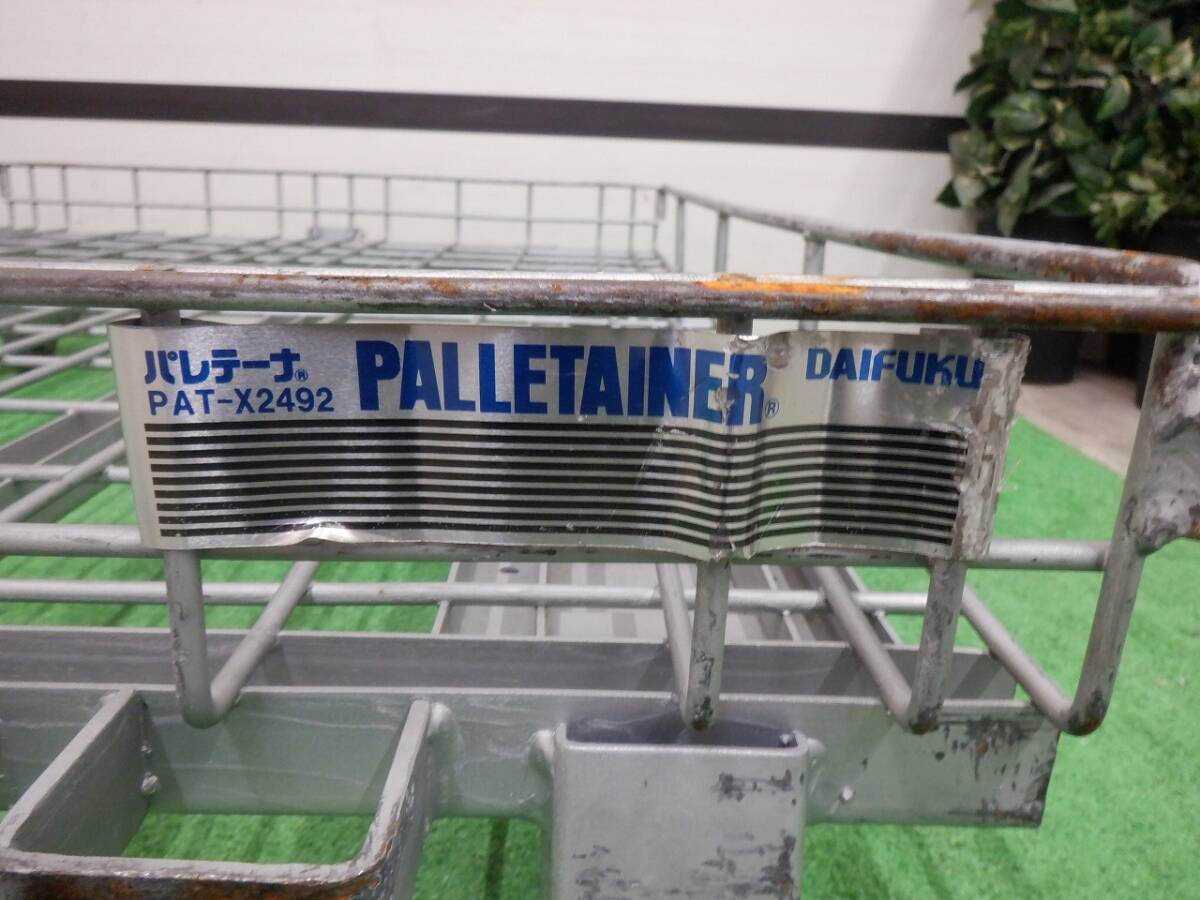 パレテーナ® PALLETAINER® DAIFUKU
PAT-X2492